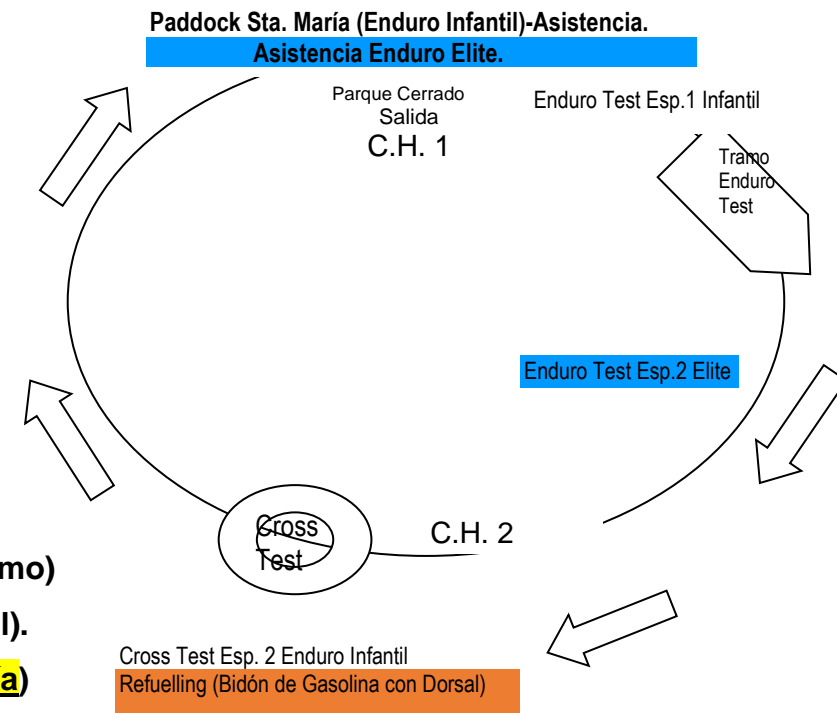 Paddock Sta. María (Enduro Infantil)-Asistencia.
Asistencia Enduro Elite.
Parque Cerrado
Salida
C.H. 1
Enduro Test Esp.1 Infantil
Tramo
Enduro
Test
Enduro Test Esp.2 Elite
Cross
Test
C.H. 2
mo)
l).
a)
Cross Test Esp. 2 Enduro Infantil
Refuelling (Bidón de Gasolina con Dorsal)